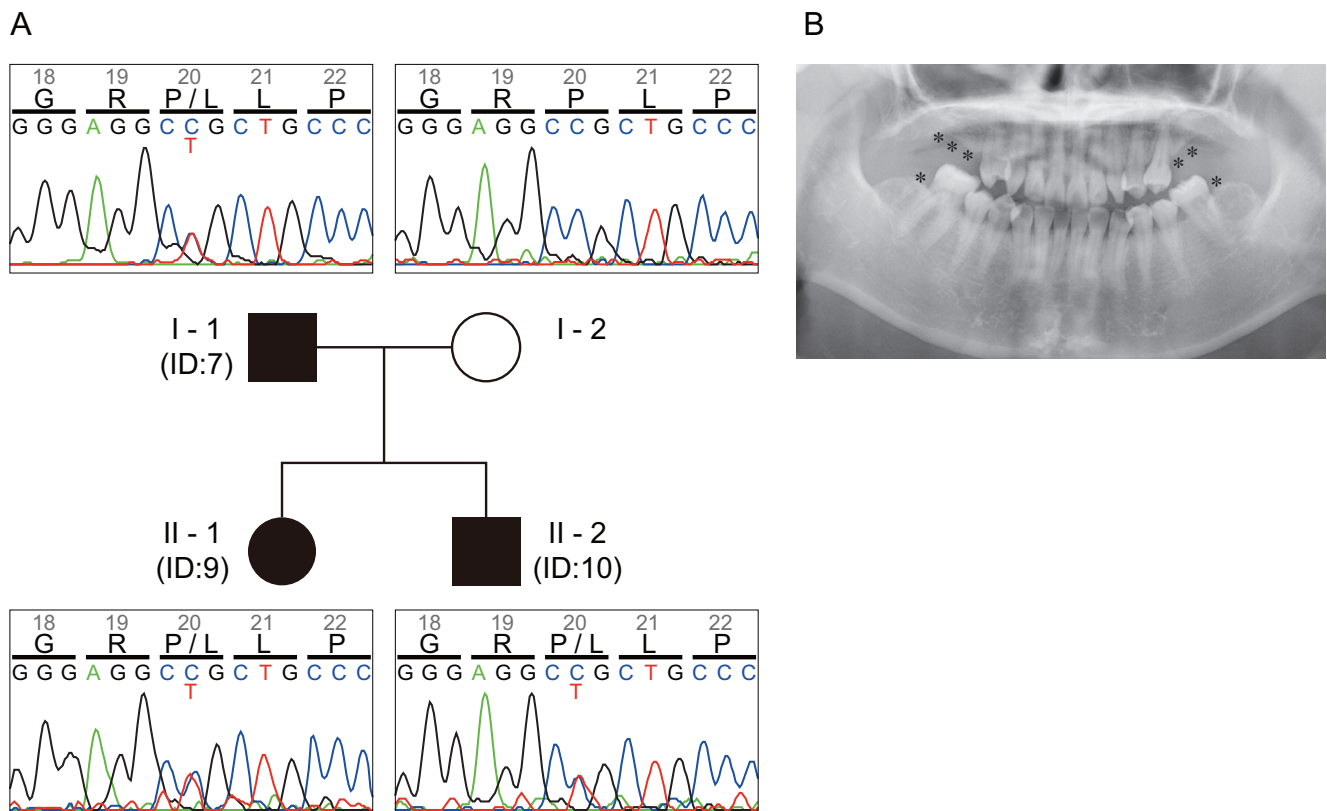 A
B
18 19 20 21 22
G R P / L L P
G G G A G G C C G C T G C C C
T
18 19 20 21 22
G R P L P
G G G A G G C C G C T G C C C
I - 1
(ID:7)
I - 2
II - 1
(ID:9)
II - 2
(ID:10)
18 19 20 21 22
G R P / L L P
G G G A G G C C G C T G C C C
T
18 19 20 21 22
G R P/L L P
G G G A G G C C G C T G C C C
T
* * * * * * *